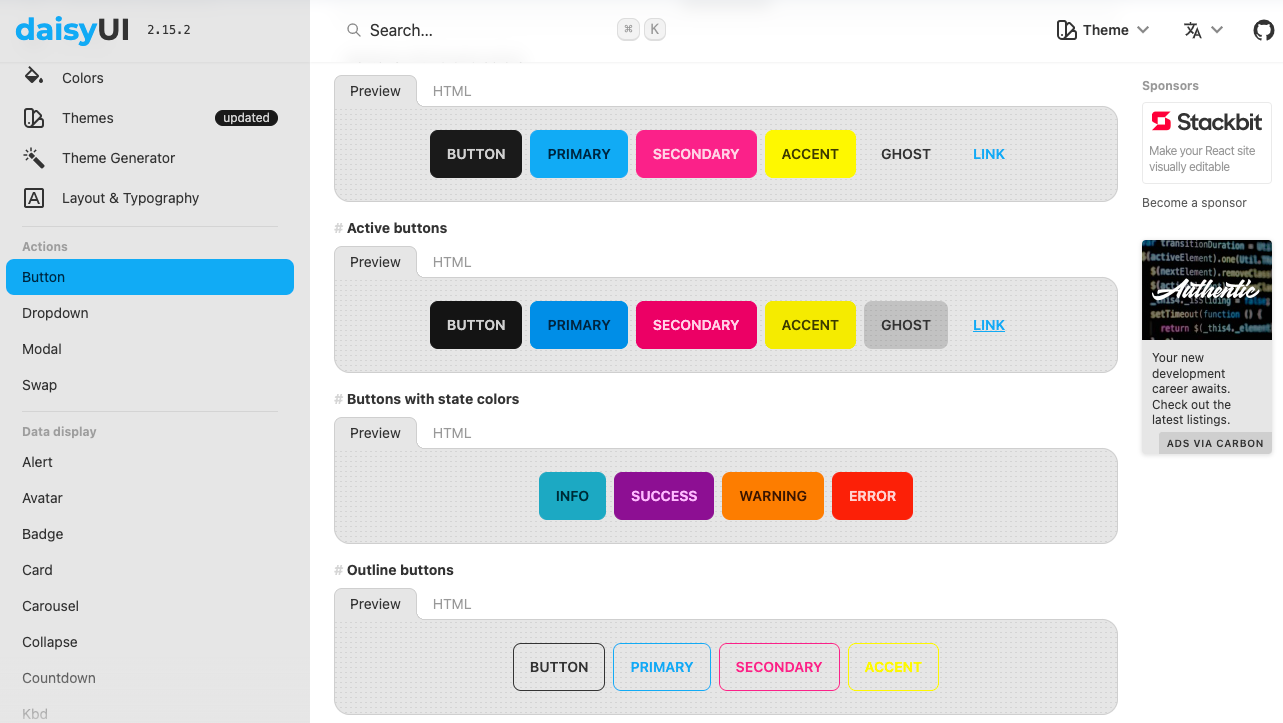 daisyUI 2.15.2
Search…
⌘ K
Theme
Colors
Themes updated
Theme Generator
Layout & Typography
Actions
Button
Dropdown
Modal
Swap
Data display
Alert
Avatar
Badge
Card
Carousel
Collapse
Countdown
Kbd
Preview HTML
BUTTON PRIMARY SECONDARY ACCENT GHOST LINK
# Active buttons
Preview HTML
BUTTON PRIMARY SECONDARY ACCENT GHOST LINK
# Buttons with state colors
Preview HTML
INFO SUCCESS WARNING ERROR
# Outline buttons
Preview HTML
BUTTON PRIMARY SECONDARY ACCENT
Sponsors
Stackbit
Make your React site
visually editable
Become a sponsor
Authentic
setTimeout(function () {
Your new
development
career awaits.
Check out the
latest listings.
ADS VIA CARBON